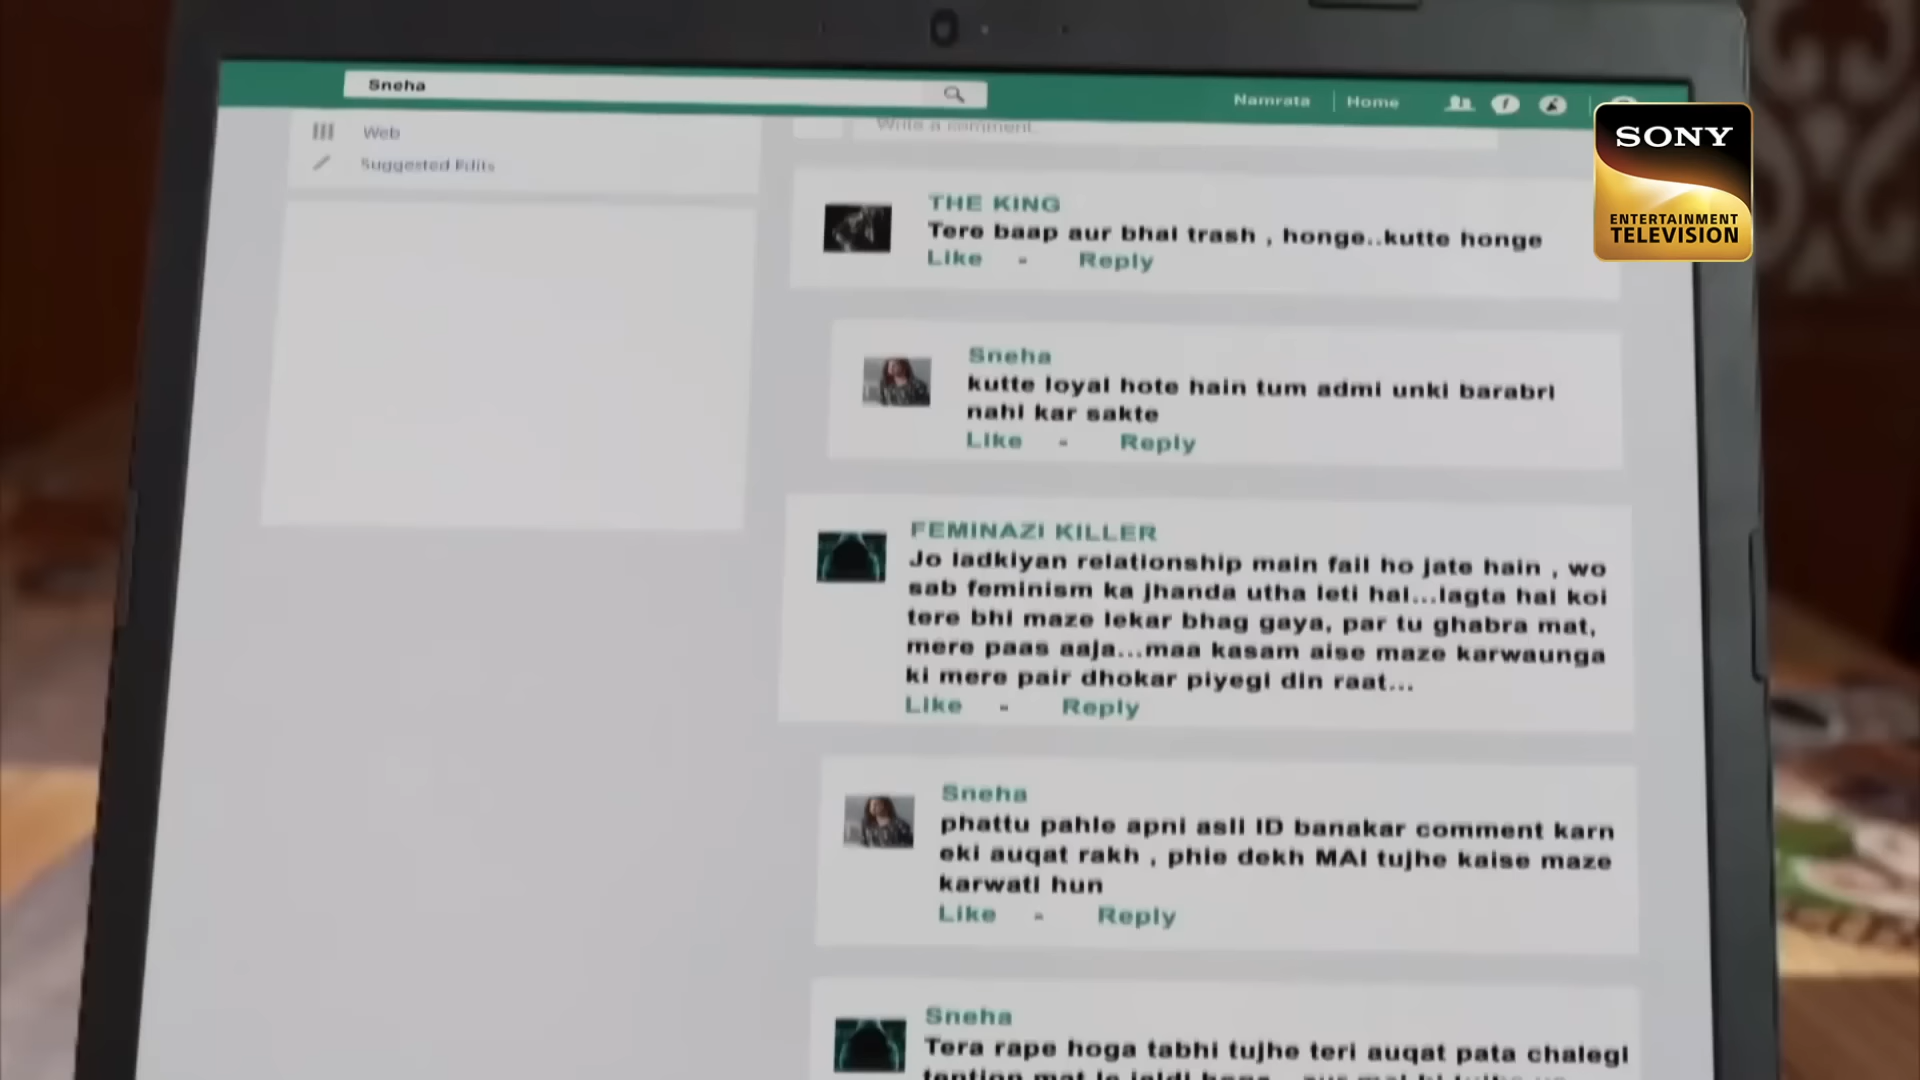 Sneha
Namrata
Home
Web
Suggested Edits
Write a comment..
SONY
ENTERTAINMENT
TELEVISION
THE KING
Tere baap aur bhai trash , honge..kutte honge
Like - Reply
Sneha
kutte loyal hote hain tum admi unki barabri
nahi kar sakte
Like - Reply
FEMINAZI KILLER
Jo ladkiyan relationship main fail ho jate hain , wo
sab feminism ka jhanda utha leti hai...lagta hai koi
tere bhi maze lekar bhag gaya, par tu ghabra mat,
mere paas aaja...maa kasam aise maze karwaunga
ki mere pair dhokar piyegi din raat...
Like - Reply
Sneha
phattu pahle apni asli ID banakar comment karn
eki auqat rakh , phie dekh MAI tujhe kaise maze
karwati hun
Like - Reply
Sneha
Tera rape hoga tabhi tujhe teri auqat pata chalegi